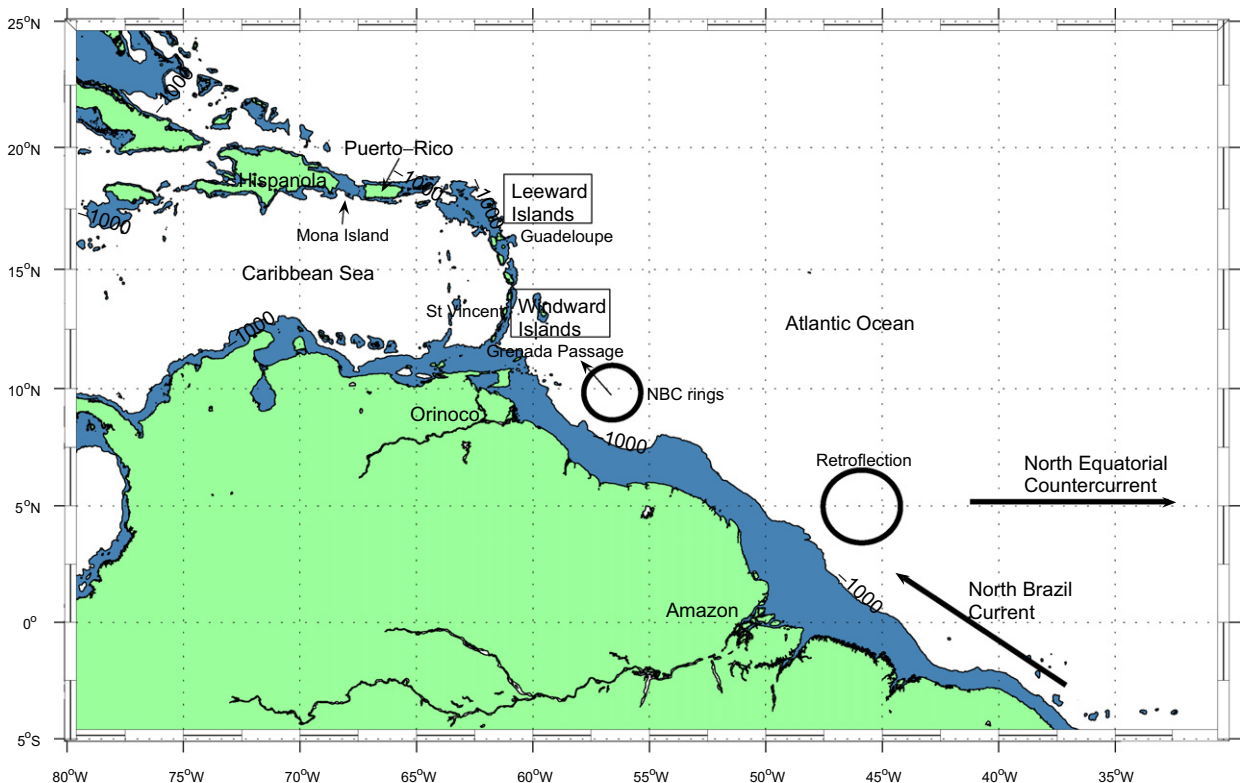 25°N
20°N
15°N
10°N
5°N
0°
5°S
80°W
75°W
70°W
65°W
60°W
55°W
50°W
45°W
40°W
35°W
−1000
Puerto−Rico
Hispanola
−1000
−1000
Leeward
Islands
−1000
Mona Island
Guadeloupe
Caribbean Sea
St Vincent
Windward
Islands
Atlantic Ocean
1000
Grenada Passage
NBC rings
Orinoco
−1000
Retroflection
North Equatorial
Countercurrent
−1000
North Brazil
Current
Amazon